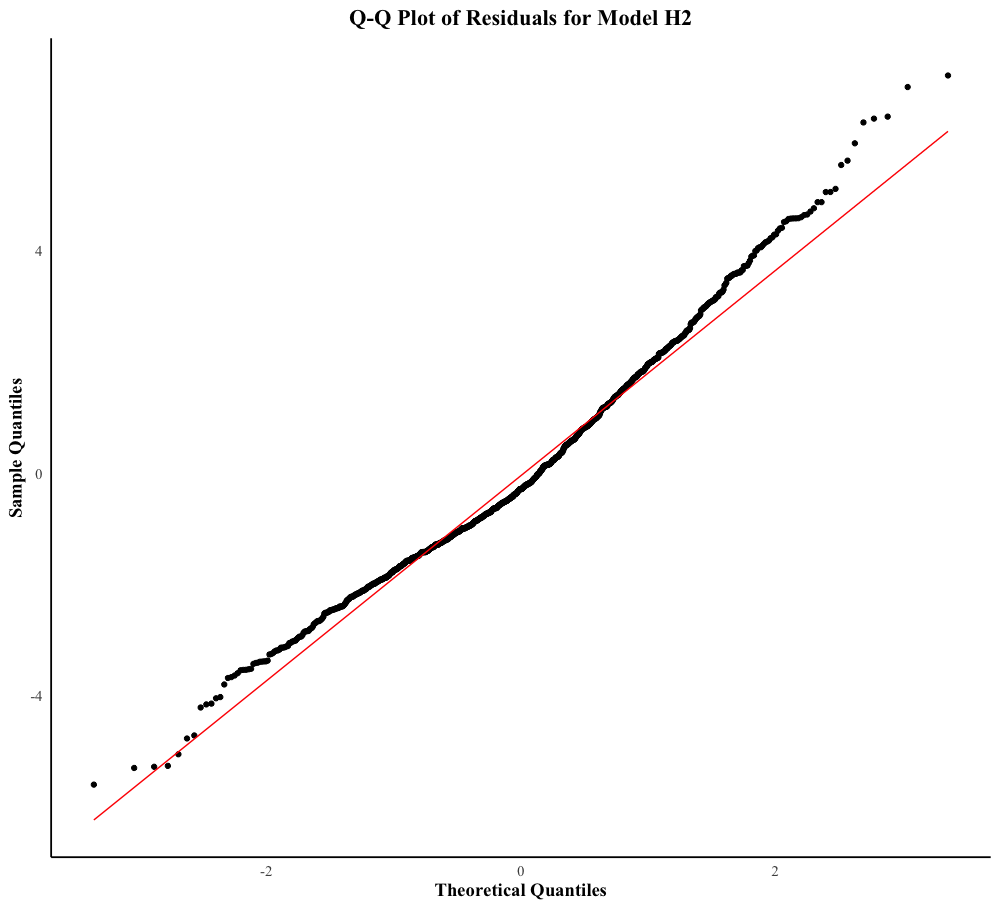 Q-Q Plot of Residuals for Model H2
Sample Quantiles
4
0
-4
-2
0
2
Theoretical Quantiles